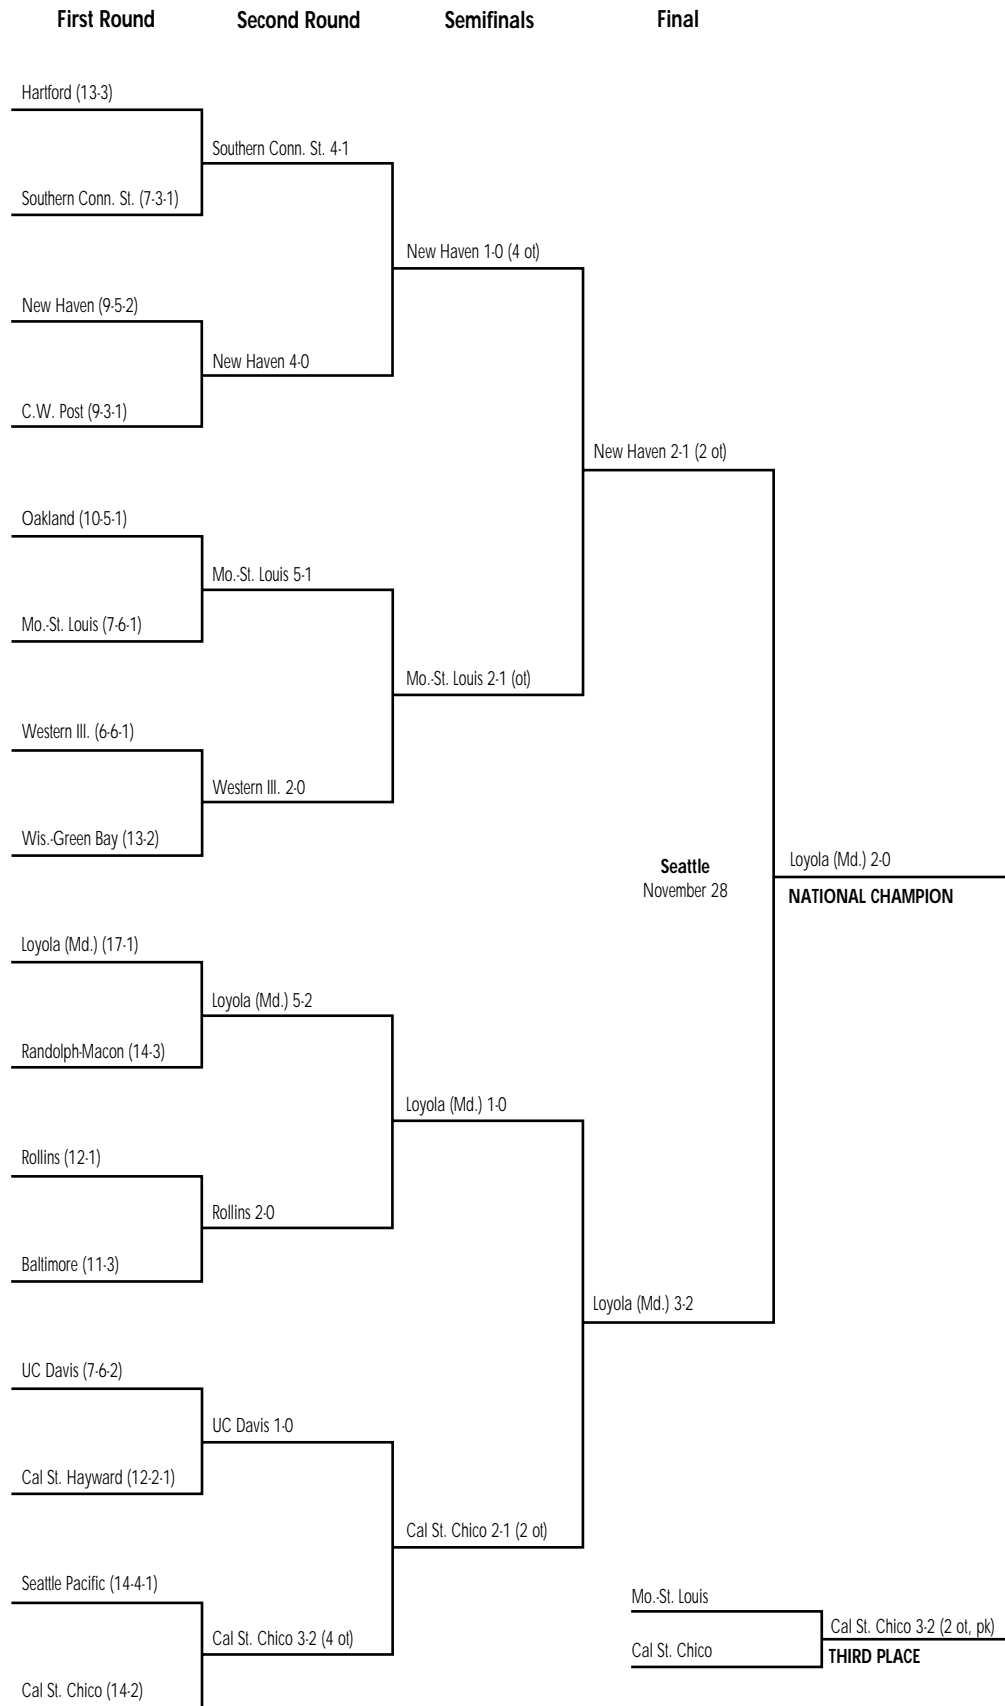 First Round Second Round Semifinals Final
Hartford (13-3)
Southern Conn. St. 4-1
Southern Conn. St. (7-3-1)
New Haven 1-0 (4 ot)
New Haven (9-5-2)
New Haven 4-0
C.W. Post (9-3-1)
New Haven 2-1 (2 ot)
Oakland (10-5-1)
Mo.-St. Louis 5-1
Mo.-St. Louis (7-6-1)
Mo.-St. Louis 2-1 (ot)
Western Ill. (6-6-1)
Western Ill. 2-0
Wis.-Green Bay (13-2)
Seattle
November 28
Loyola (Md.) 2-0
NATIONAL CHAMPION
Loyola (Md.) (17-1)
Loyola (Md.) 5-2
Randolph-Macon (14-3)
Loyola (Md.) 1-0
Rollins (12-1)
Rollins 2-0
Baltimore (11-3)
Loyola (Md.) 3-2
UC Davis (7-6-2)
UC Davis 1-0
Cal St. Hayward (12-2-1)
Cal St. Chico 2-1 (2 ot)
Seattle Pacific (14-4-1)
Cal St. Chico 3-2 (4 ot)
Cal St. Chico (14-2)
Mo.-St. Louis
Cal St. Chico 3-2 (2 ot, pk)
Cal St. Chico
THIRD PLACE